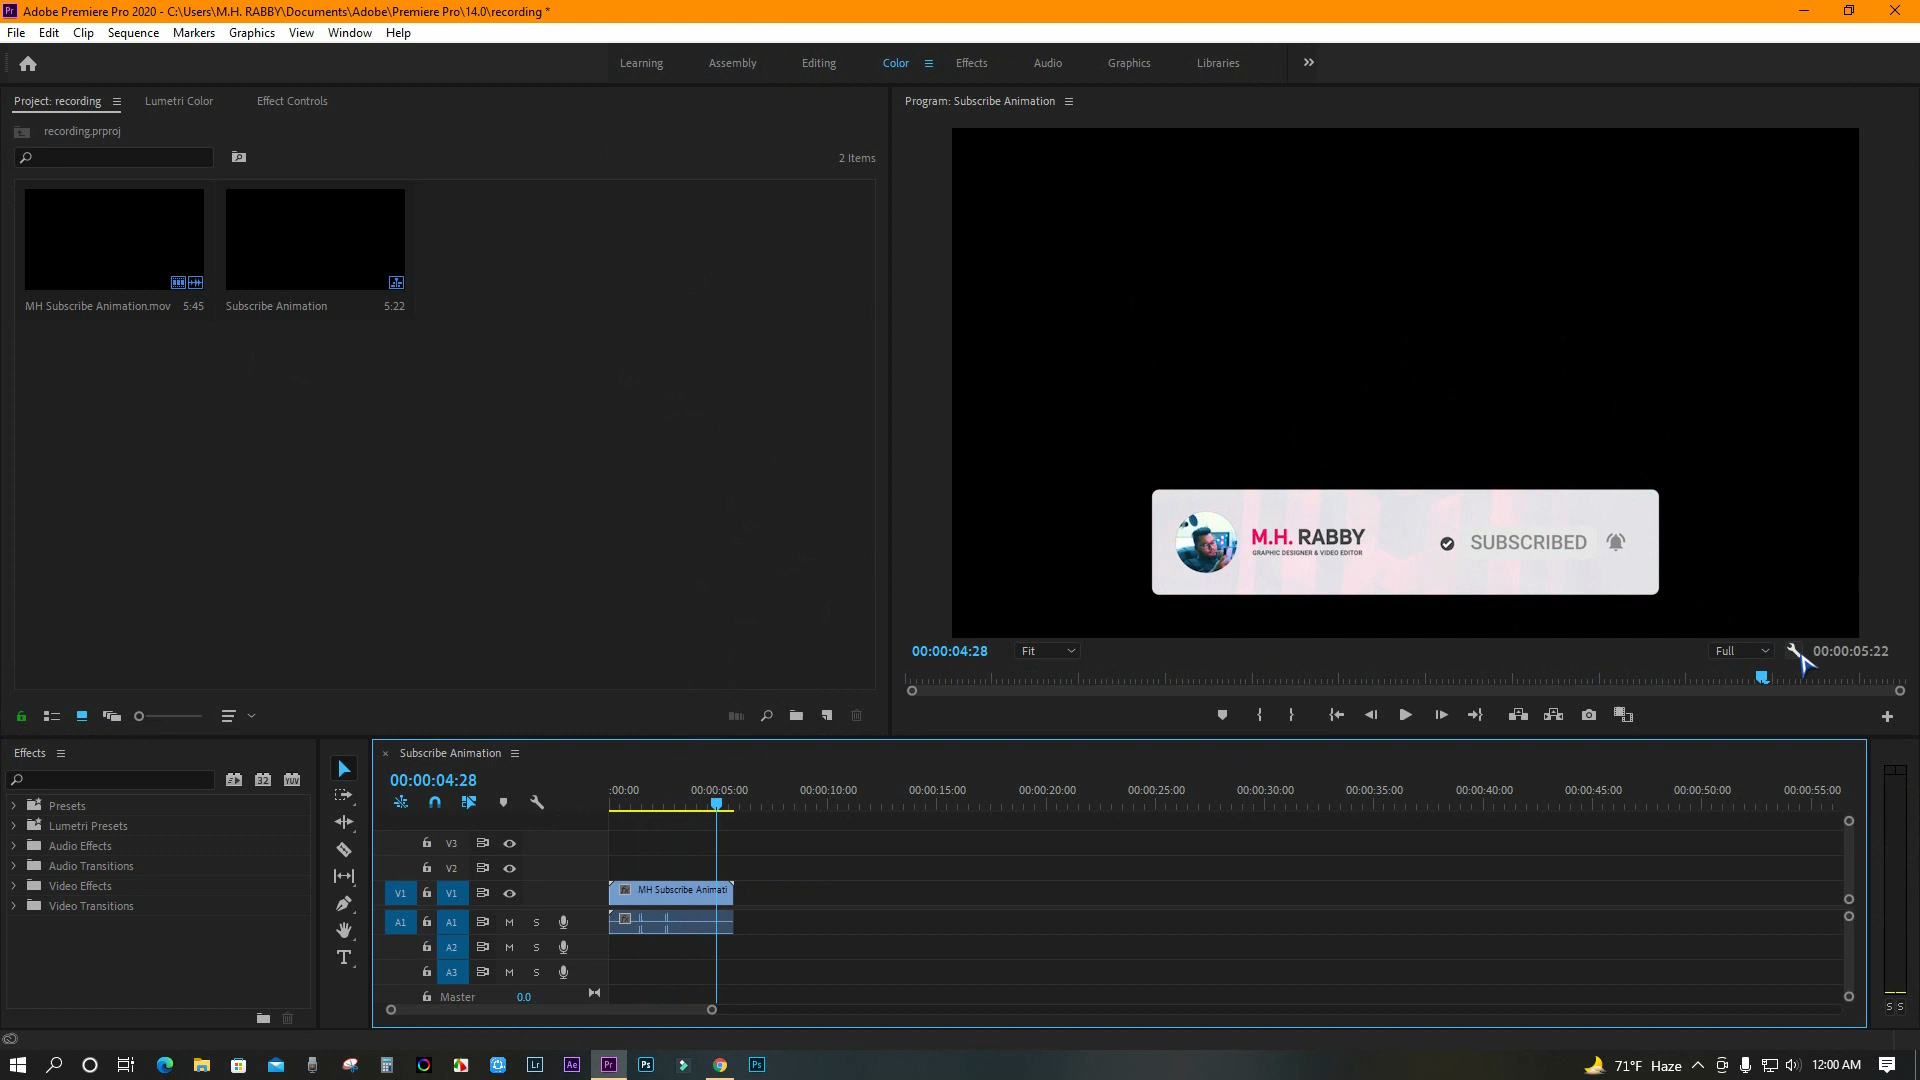 Adobe Premiere Pro 2020 - C:\Users\M.H. RABBY\Documents\Adobe\Premiere Pro\14.0\recording *
File Edit Clip Sequence Markers Graphics View Window Help
Learning Assembly Editing Color Effects Audio Graphics Libraries
Project: recording Lumetri Color Effect Controls
Program: Subscribe Animation
recording.prproj
2 Items
MH Subscribe Animation.mov 5:45 Subscribe Animation 5:22
M.H. RABBY
GRAPHIC DESIGNER & VIDEO EDITOR
SUBSCRIBED
00:00:04:28 Fit Full 00:00:05:22
Effects
Subscribe Animation
00:00:04:28
:00:00 00:00:05:00 00:00:10:00 00:00:15:00 00:00:20:00 00:00:25:00 00:00:30:00 00:00:35:00 00:00:40:00 00:00:45:00 00:00:50:00 00:00:55:00
Presets
Lumetri Presets
Audio Effects
Audio Transitions
Video Effects
Video Transitions
V3
V2
V1 V1 MH Subscribe Animati
A1 A1 M S
A2 M S
A3 M S
Master 0.0
S S
71°F Haze 12:00 AM